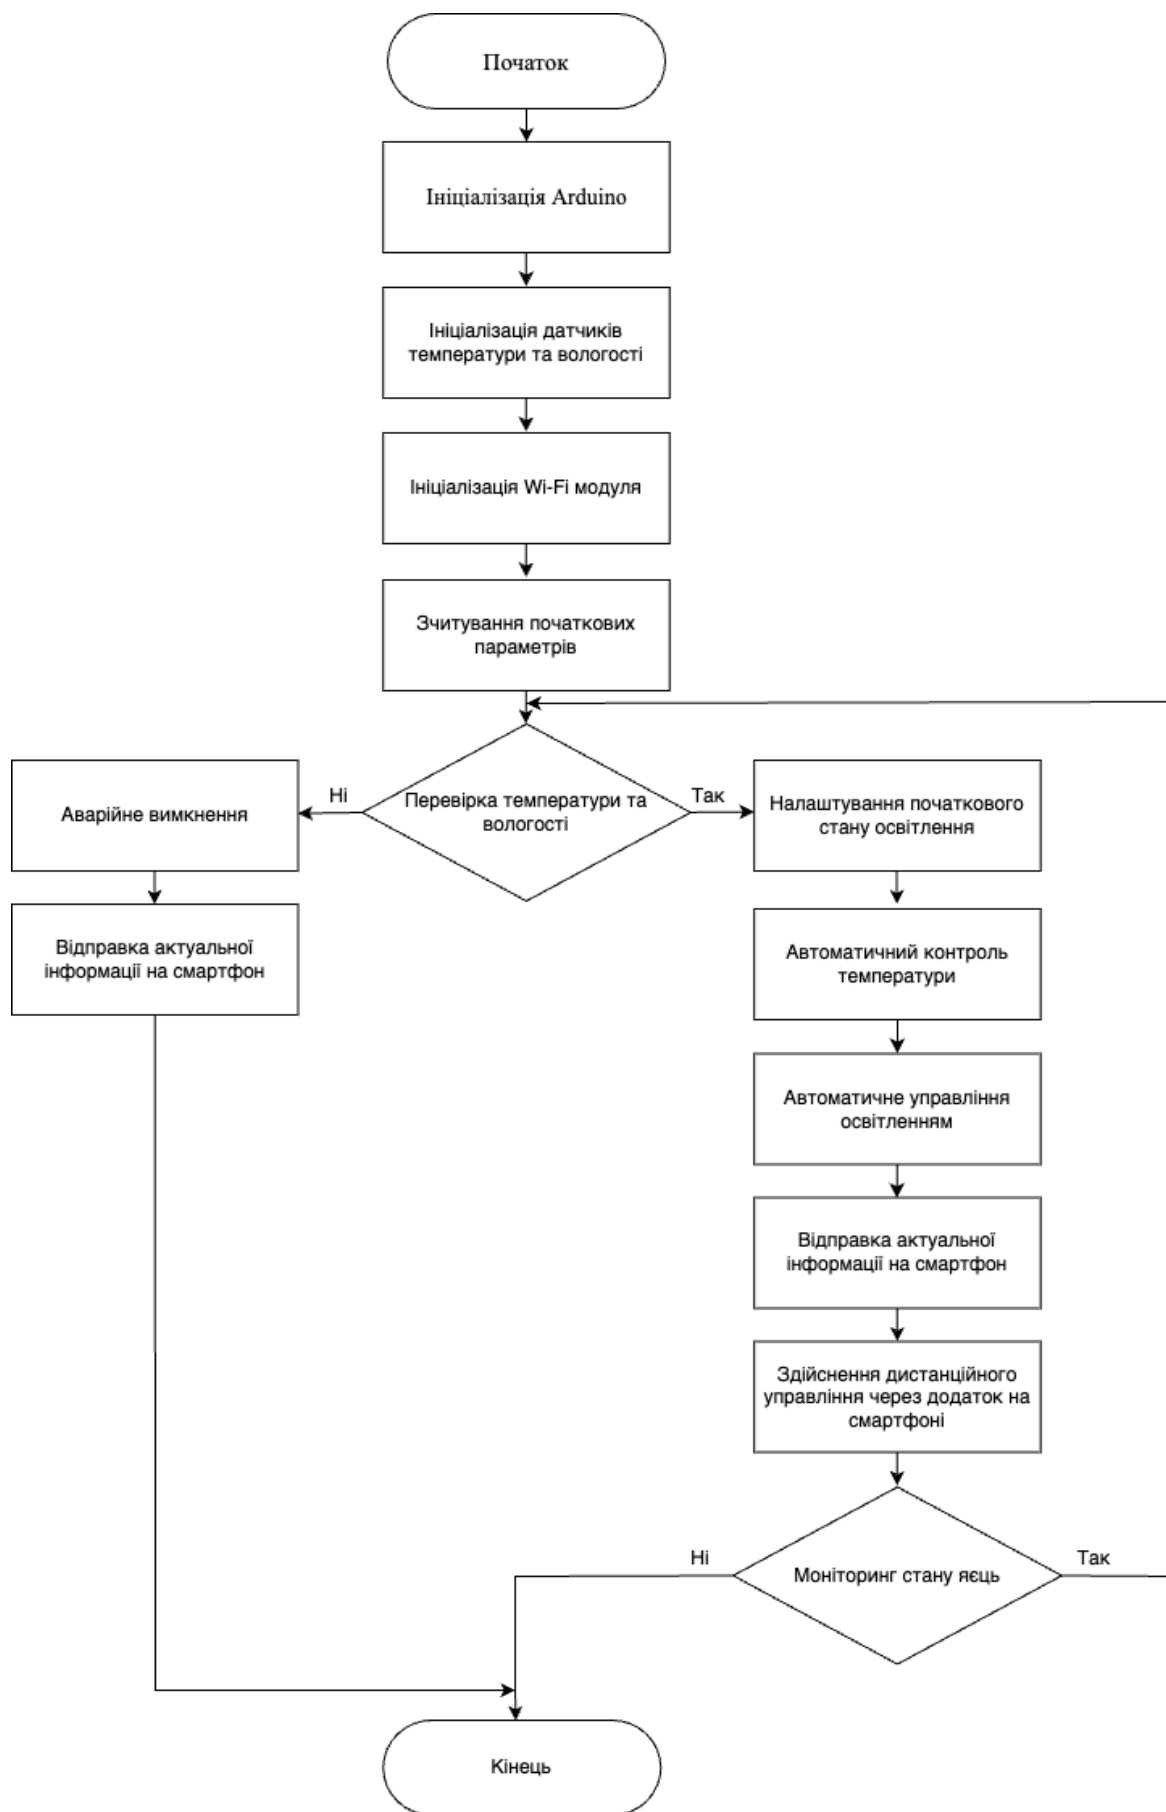 Початок
Ініціалізація Arduino
Ініціалізація датчиків
температури та вологості
Ініціалізація Wi-Fi модуля
Зчитування початкових
параметрів
Перевірка температури та
вологості
Ні
Так
Аварійне вимкнення
Відправка актуальної
інформації на смартфон
Налаштування початкового
стану освітлення
Автоматичний контроль
температури
Автоматичне управління
освітленням
Відправка актуальної
інформації на смартфон
Здійснення дистанційного
управління через додаток на
смартфоні
Моніторинг стану яєць
Ні
Так
Кінець